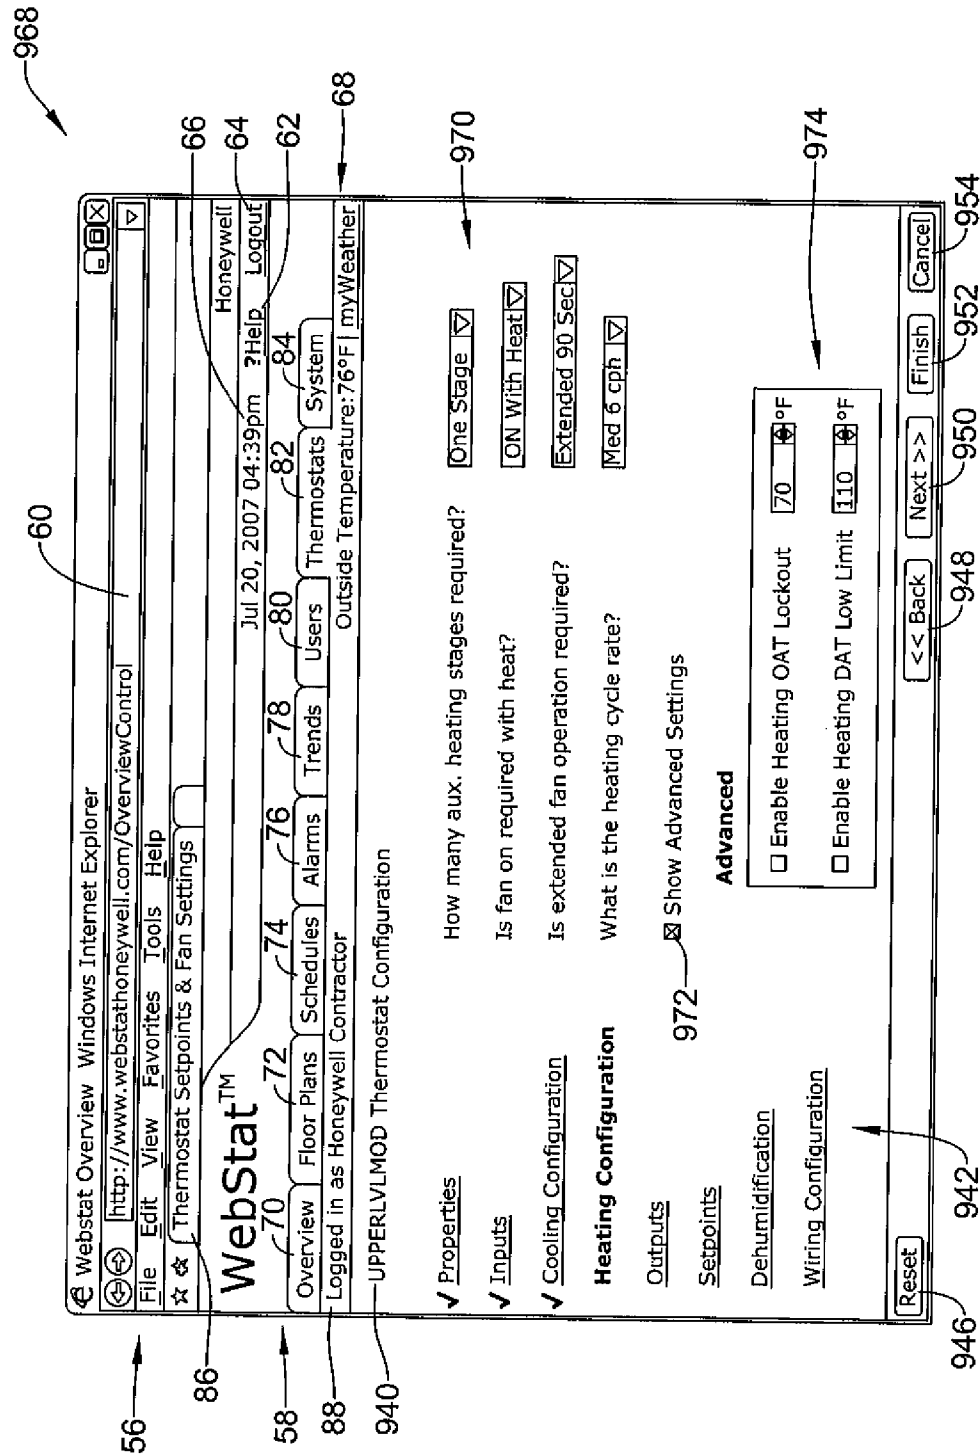 968
60
Webstat Overview Windows Internet Explorer
http://www.webstathoneywell.com/OverviewControl
56
File Edit View Favorites Tools Help
86
Thermostat Setpoints & Fan Settings
66
64
62
Honeywell
WebStat™
Jul 20, 2007 04:39pm ?Help Logout
58
70 72 74 76 78 80 82 84
Overview Floor Plans Schedules Alarms Trends Users Thermostats System
68
88
Logged in as Honeywell Contractor
Outside Temperature:76°F | myWeather
940
UPPERLVLMOD Thermostat Configuration
970
✓ Properties
How many aux. heating stages required? One Stage
✓ Inputs
Is fan on required with heat? ON With Heat
✓ Cooling Configuration
Is extended fan operation required? Extended 90 Sec
Heating Configuration
What is the heating cycle rate? Med 6 cph
Outputs
972
Show Advanced Settings
Setpoints
Advanced
Dehumidification
Enable Heating OAT Lockout 70 °F
974
Wiring Configuration
Enable Heating DAT Low Limit 110 °F
942
Reset
<< Back
Next >>
Finish
Cancel
946
948
950
952
954